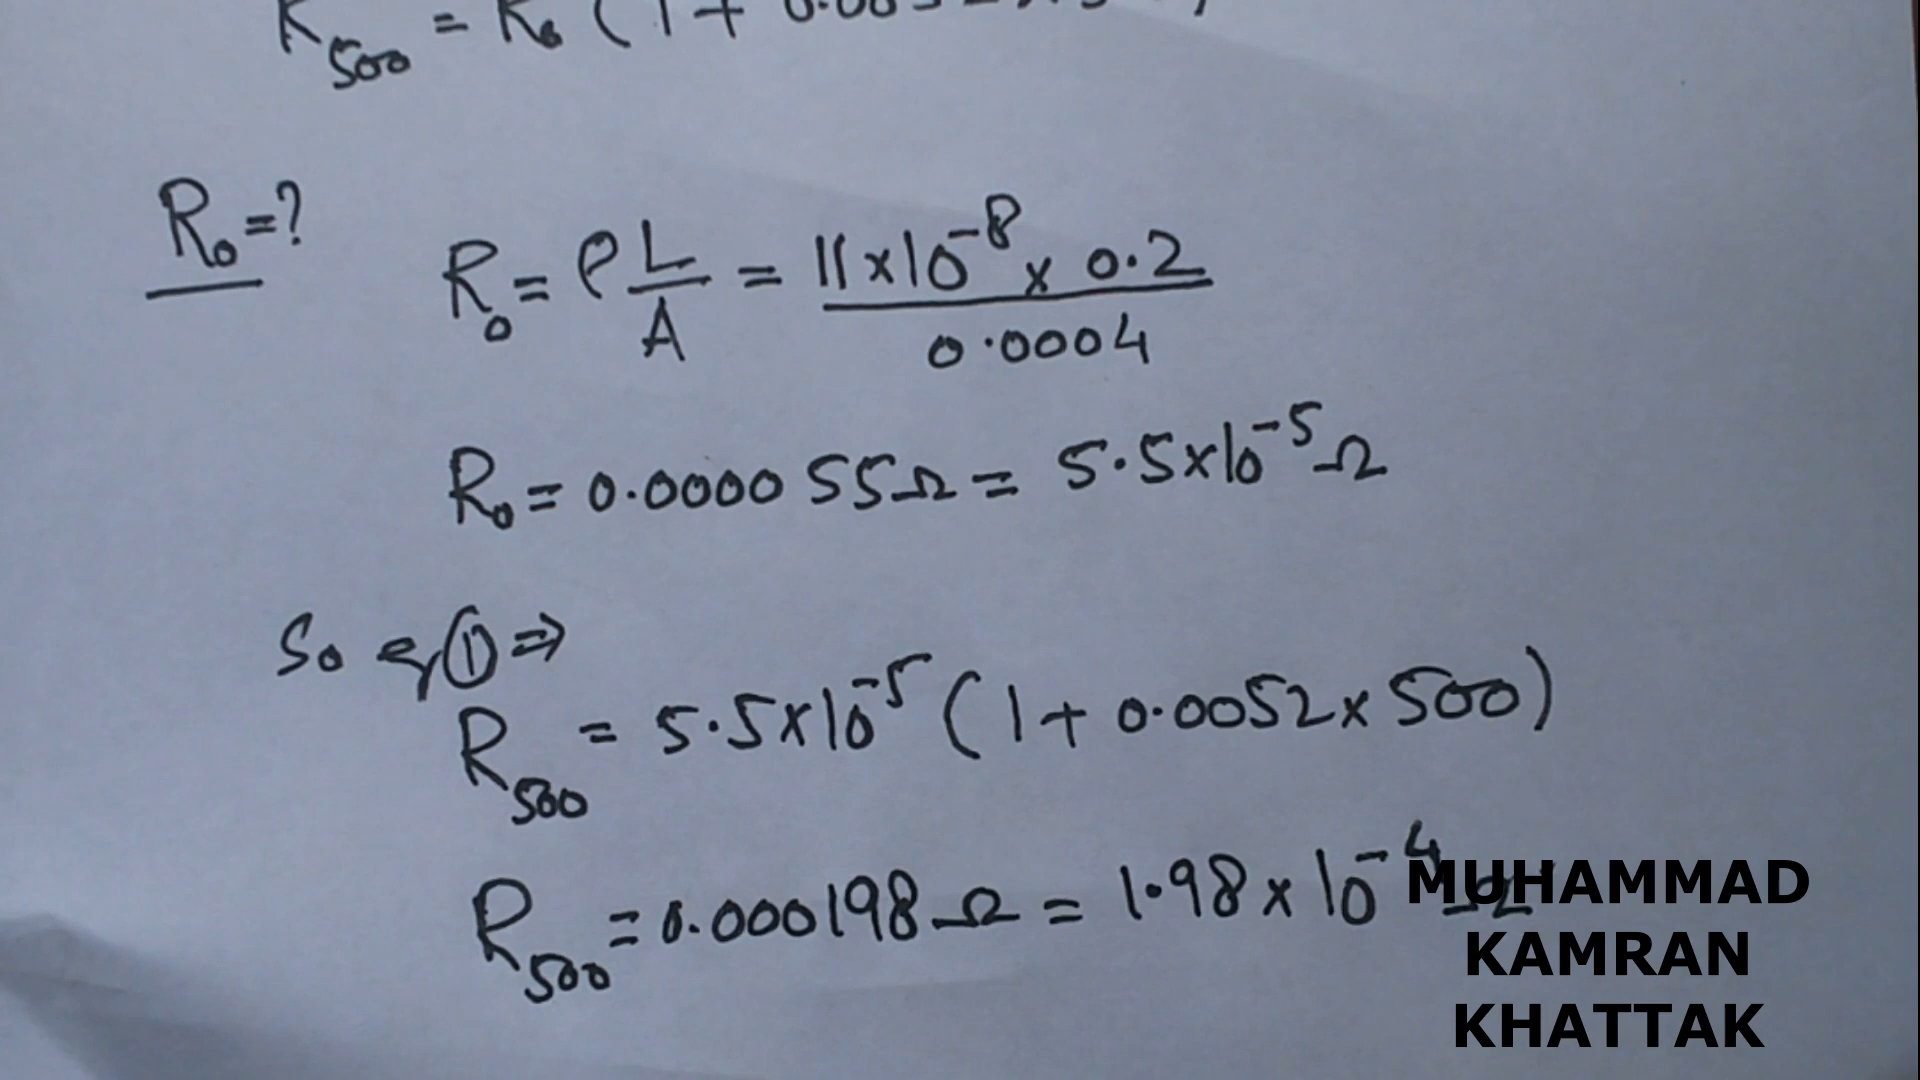 R500 = R0 (1 +
R0 = ?
R0 = ρ L/A = 11×10^-8 × 0.2 / 0.0004
R0 = 0.000055Ω = 5.5×10^-5 Ω
So eq ① ⇒
R500 = 5.5×10^-5 (1 + 0.0052 × 500)
R500 = 0.000198Ω = 1.98 × 10^-4 Ω
MUHAMMAD
KAMRAN
KHATTAK